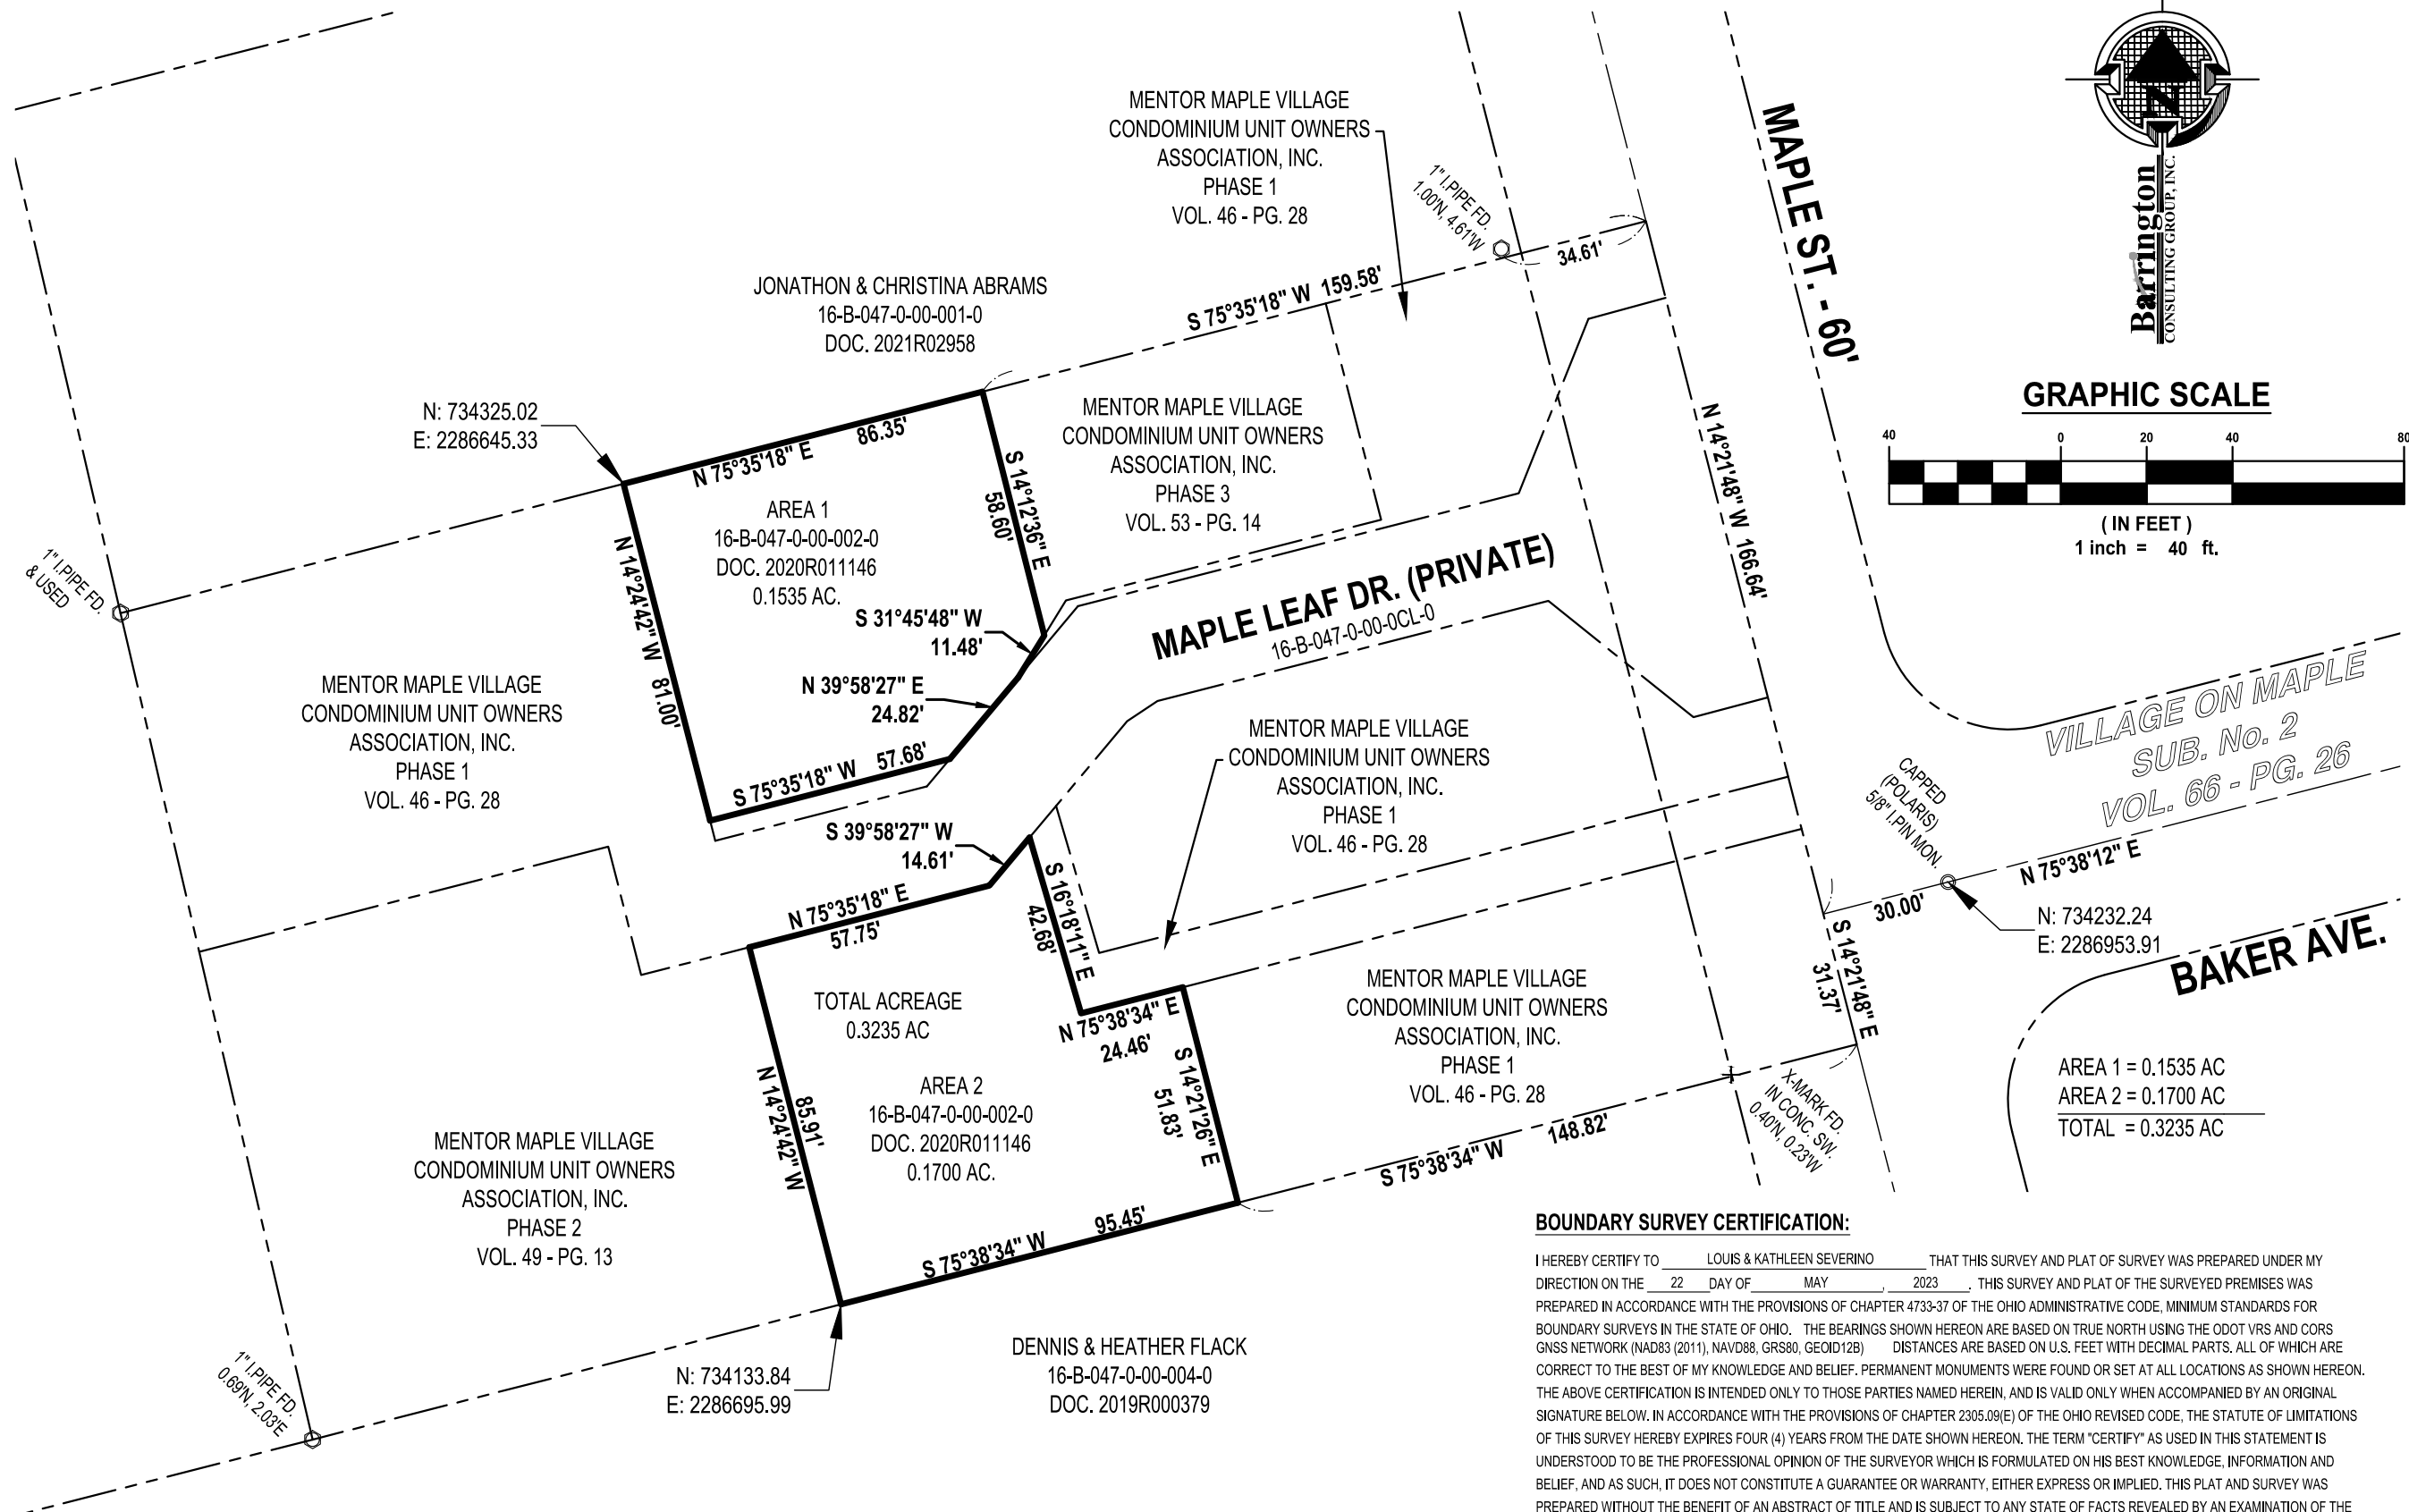 MENTOR MAPLE VILLAGE
CONDOMINIUM UNIT OWNERS
ASSOCIATION, INC.
PHASE 1
VOL. 46 - PG. 28
1" I.PIPE FD.
1.00'N, 4.61'W
34.61'
MAPLE ST. - 60'
N
Barrington
CONSULTING GROUP, INC.
GRAPHIC SCALE
40 0 20 40 80
( IN FEET )
1 inch = 40 ft.
JONATHON & CHRISTINA ABRAMS
16-B-047-0-00-001-0
DOC. 2021R02958
S 75°35'18" W 159.58'
N: 734325.02
E: 2286645.33
N 75°35'18" E
86.35'
S 14°12'36" E
58.60'
MENTOR MAPLE VILLAGE
CONDOMINIUM UNIT OWNERS
ASSOCIATION, INC.
PHASE 3
VOL. 53 - PG. 14
N 14°21'48" W 166.64'
AREA 1
16-B-047-0-00-002-0
DOC. 2020R011146
0.1535 AC.
S 31°45'48" W
11.48'
N 39°58'27" E
24.82'
N 14°24'42" W 81.00'
S 75°35'18" W 57.68'
1" I.PIPE FD.
& USED
MAPLE LEAF DR. (PRIVATE)
16-B-047-0-00-0CL-0
MENTOR MAPLE VILLAGE
CONDOMINIUM UNIT OWNERS
ASSOCIATION, INC.
PHASE 1
VOL. 46 - PG. 28
MENTOR MAPLE VILLAGE
CONDOMINIUM UNIT OWNERS
ASSOCIATION, INC.
PHASE 1
VOL. 46 - PG. 28
VILLAGE ON MAPLE
SUB. No. 2
VOL. 66 - PG. 26
CAPPED
(POLARIS)
5/8" I.PIN MON.
N 75°38'12" E
30.00'
N: 734232.24
E: 2286953.91
BAKER AVE.
S 14°21'48" E
31.37'
S 39°58'27" W
14.61'
N 75°35'18" E
57.75'
S 16°18'11" E
42.68'
N 75°38'34" E
24.46'
S 14°21'26" E
51.83'
TOTAL ACREAGE
0.3235 AC
AREA 2
16-B-047-0-00-002-0
DOC. 2020R011146
0.1700 AC.
85.91'
N 14°24'42" W
S 75°38'34" W 95.45'
MENTOR MAPLE VILLAGE
CONDOMINIUM UNIT OWNERS
ASSOCIATION, INC.
PHASE 1
VOL. 46 - PG. 28
S 75°38'34" W 148.82'
X-MARK FD.
IN CONC. SW.
0.40'N, 0.23'W
AREA 1 = 0.1535 AC
AREA 2 = 0.1700 AC
TOTAL = 0.3235 AC
MENTOR MAPLE VILLAGE
CONDOMINIUM UNIT OWNERS
ASSOCIATION, INC.
PHASE 2
VOL. 49 - PG. 13
1" I.PIPE FD.
0.69'N, 2.03'E
N: 734133.84
E: 2286695.99
DENNIS & HEATHER FLACK
16-B-047-0-00-004-0
DOC. 2019R000379
BOUNDARY SURVEY CERTIFICATION:
I HEREBY CERTIFY TO LOUIS & KATHLEEN SEVERINO THAT THIS SURVEY AND PLAT OF SURVEY WAS PREPARED UNDER MY
DIRECTION ON THE 22 DAY OF MAY , 2023 . THIS SURVEY AND PLAT OF THE SURVEYED PREMISES WAS
PREPARED IN ACCORDANCE WITH THE PROVISIONS OF CHAPTER 4733-37 OF THE OHIO ADMINISTRATIVE CODE, MINIMUM STANDARDS FOR
BOUNDARY SURVEYS IN THE STATE OF OHIO. THE BEARINGS SHOWN HEREON ARE BASED ON TRUE NORTH USING THE ODOT VRS AND CORS
GNSS NETWORK (NAD83 (2011), NAVD88, GRS80, GEOID12B) DISTANCES ARE BASED ON U.S. FEET WITH DECIMAL PARTS. ALL OF WHICH ARE
CORRECT TO THE BEST OF MY KNOWLEDGE AND BELIEF. PERMANENT MONUMENTS WERE FOUND OR SET AT ALL LOCATIONS AS SHOWN HEREON.
THE ABOVE CERTIFICATION IS INTENDED ONLY TO THOSE PARTIES NAMED HEREIN, AND IS VALID ONLY WHEN ACCOMPANIED BY AN ORIGINAL
SIGNATURE BELOW. IN ACCORDANCE WITH THE PROVISIONS OF CHAPTER 2305.09(E) OF THE OHIO REVISED CODE, THE STATUTE OF LIMITATIONS
OF THIS SURVEY HEREBY EXPIRES FOUR (4) YEARS FROM THE DATE SHOWN HEREON. THE TERM "CERTIFY" AS USED IN THIS STATEMENT IS
UNDERSTOOD TO BE THE PROFESSIONAL OPINION OF THE SURVEYOR WHICH IS FORMULATED ON HIS BEST KNOWLEDGE, INFORMATION AND
BELIEF, AND AS SUCH, IT DOES NOT CONSTITUTE A GUARANTEE OR WARRANTY, EITHER EXPRESS OR IMPLIED. THIS PLAT AND SURVEY WAS
PREPARED WITHOUT THE BENEFIT OF AN ABSTRACT OF TITLE AND IS SUBJECT TO ANY STATE OF FACTS REVEALED BY AN EXAMINATION OF THE